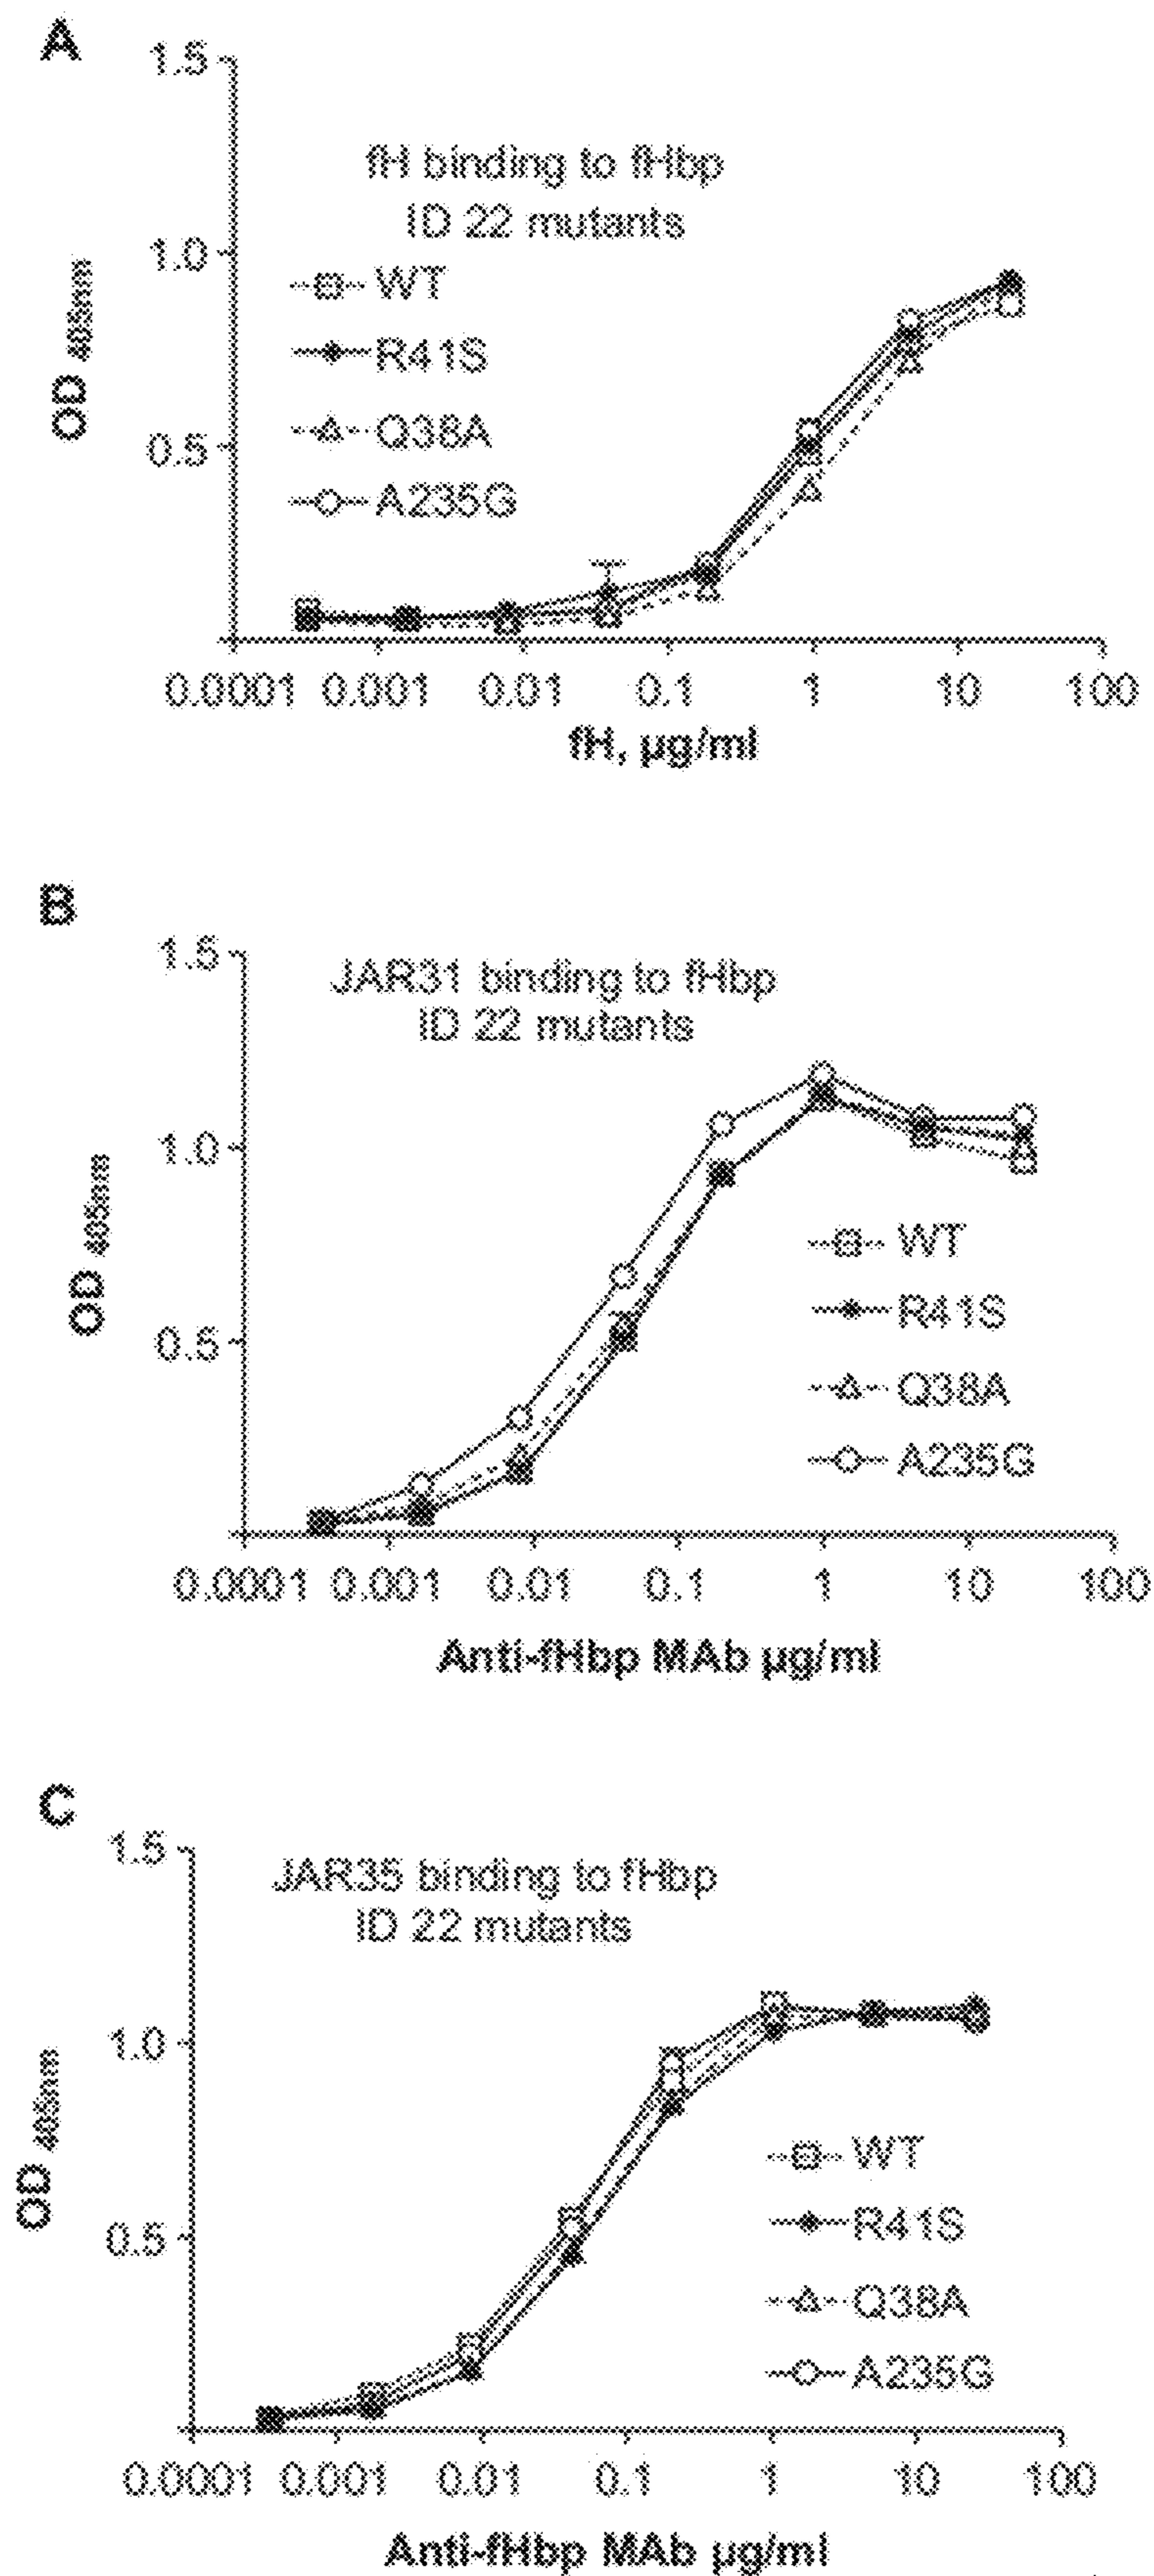 A
1.5
fH binding to fHbp
ID 22 mutants
1.0
WT
R41S
OD 405nm
Q38A
0.5
A235G
0.0001 0.001 0.01 0.1 1 10 100
fH, µg/ml
B
1.5
JAR31 binding to fHbp
ID 22 mutants
1.0
WT
OD 405nm
R41S
0.5
Q38A
A235G
0.0001 0.001 0.01 0.1 1 10 100
Anti-fHbp MAb µg/ml
C
1.5
JAR35 binding to fHbp
ID 22 mutants
1.0
OD 405nm
WT
R41S
0.5
Q38A
A235G
0.0001 0.001 0.01 0.1 1 10 100
Anti-fHbp MAb µg/ml